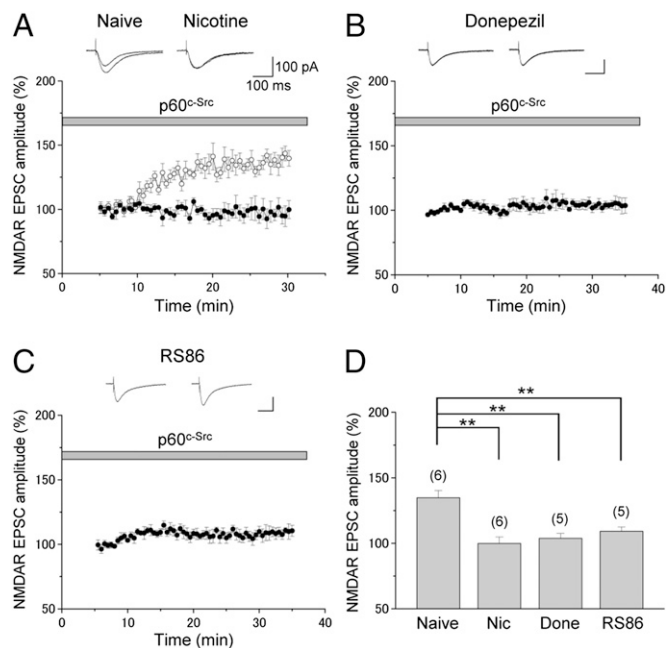 A
Naive
Nicotine
100 pA
100 ms
p60c-Src
NMDAR EPSC amplitude (%)
200
150
100
50
0 10 20 30 40
Time (min)
B
Donepezil
p60c-Src
NMDAR EPSC amplitude (%)
200
150
100
50
0 10 20 30 40
Time (min)
C
RS86
p60c-Src
NMDAR EPSC amplitude (%)
200
150
100
50
0 10 20 30 40
Time (min)
D
**
**
**
(6)
(6)
(5)
(5)
NMDAR EPSC amplitude (%)
200
150
100
50
Naive Nic Done RS86